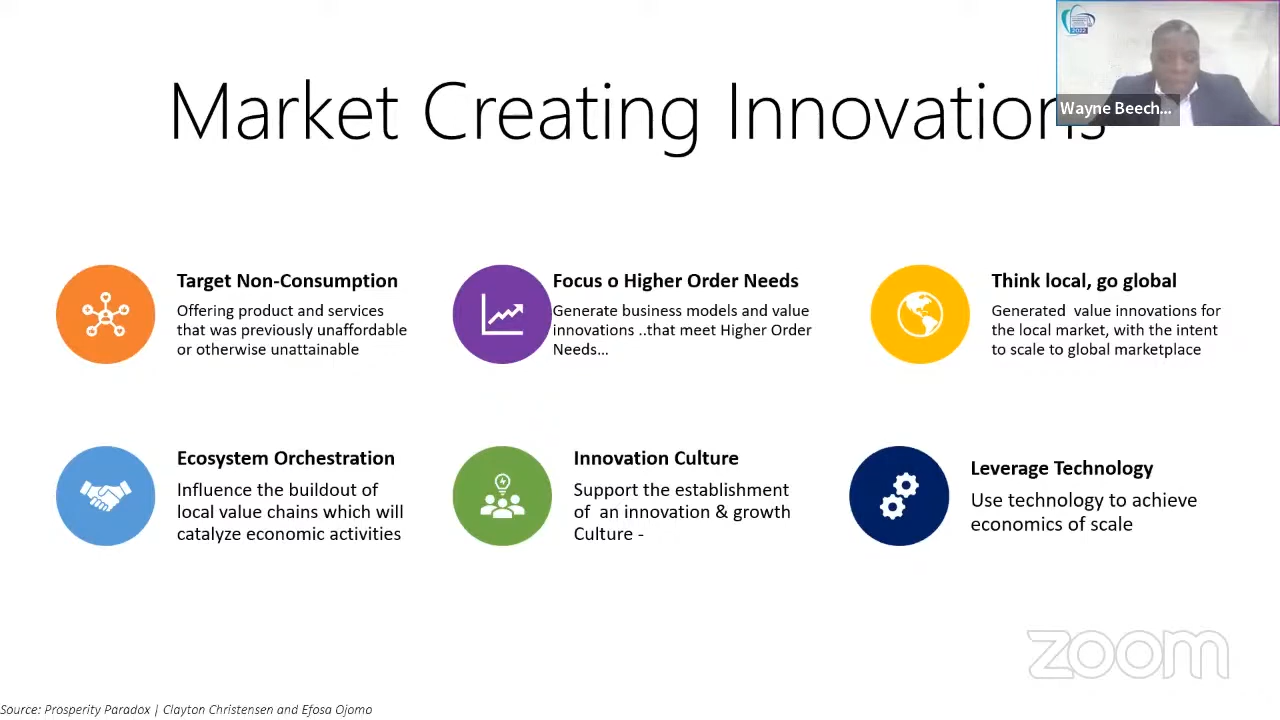 Market Creating Innovations
Wayne Beech...
2022
Target Non-Consumption
Offering product and services
that was previously unaffordable
or otherwise unattainable
Focus o Higher Order Needs
Generate business models and value
innovations ..that meet Higher Order
Needs...
Think local, go global
Generated value innovations for
the local market, with the intent
to scale to global marketplace
Ecosystem Orchestration
Influence the buildout of
local value chains which will
catalyze economic activities
Innovation Culture
Support the establishment
of an innovation & growth
Culture -
Leverage Technology
Use technology to achieve
economics of scale
zoom
Source: Prosperity Paradox | Clayton Christensen and Efosa Ojomo